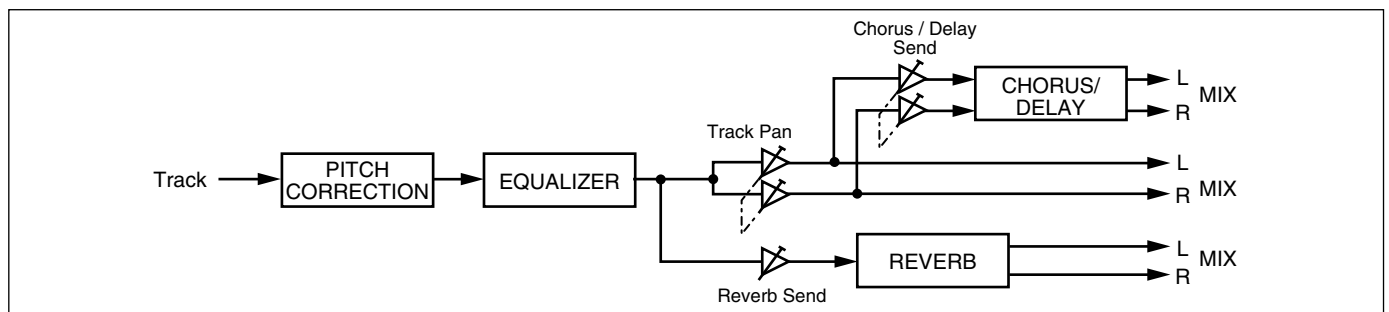 Chorus / Delay
Send
CHORUS/
DELAY
L
R
MIX
Track Pan
Track
PITCH
CORRECTION
EQUALIZER
L
R
MIX
Reverb Send
REVERB
L
R
MIX